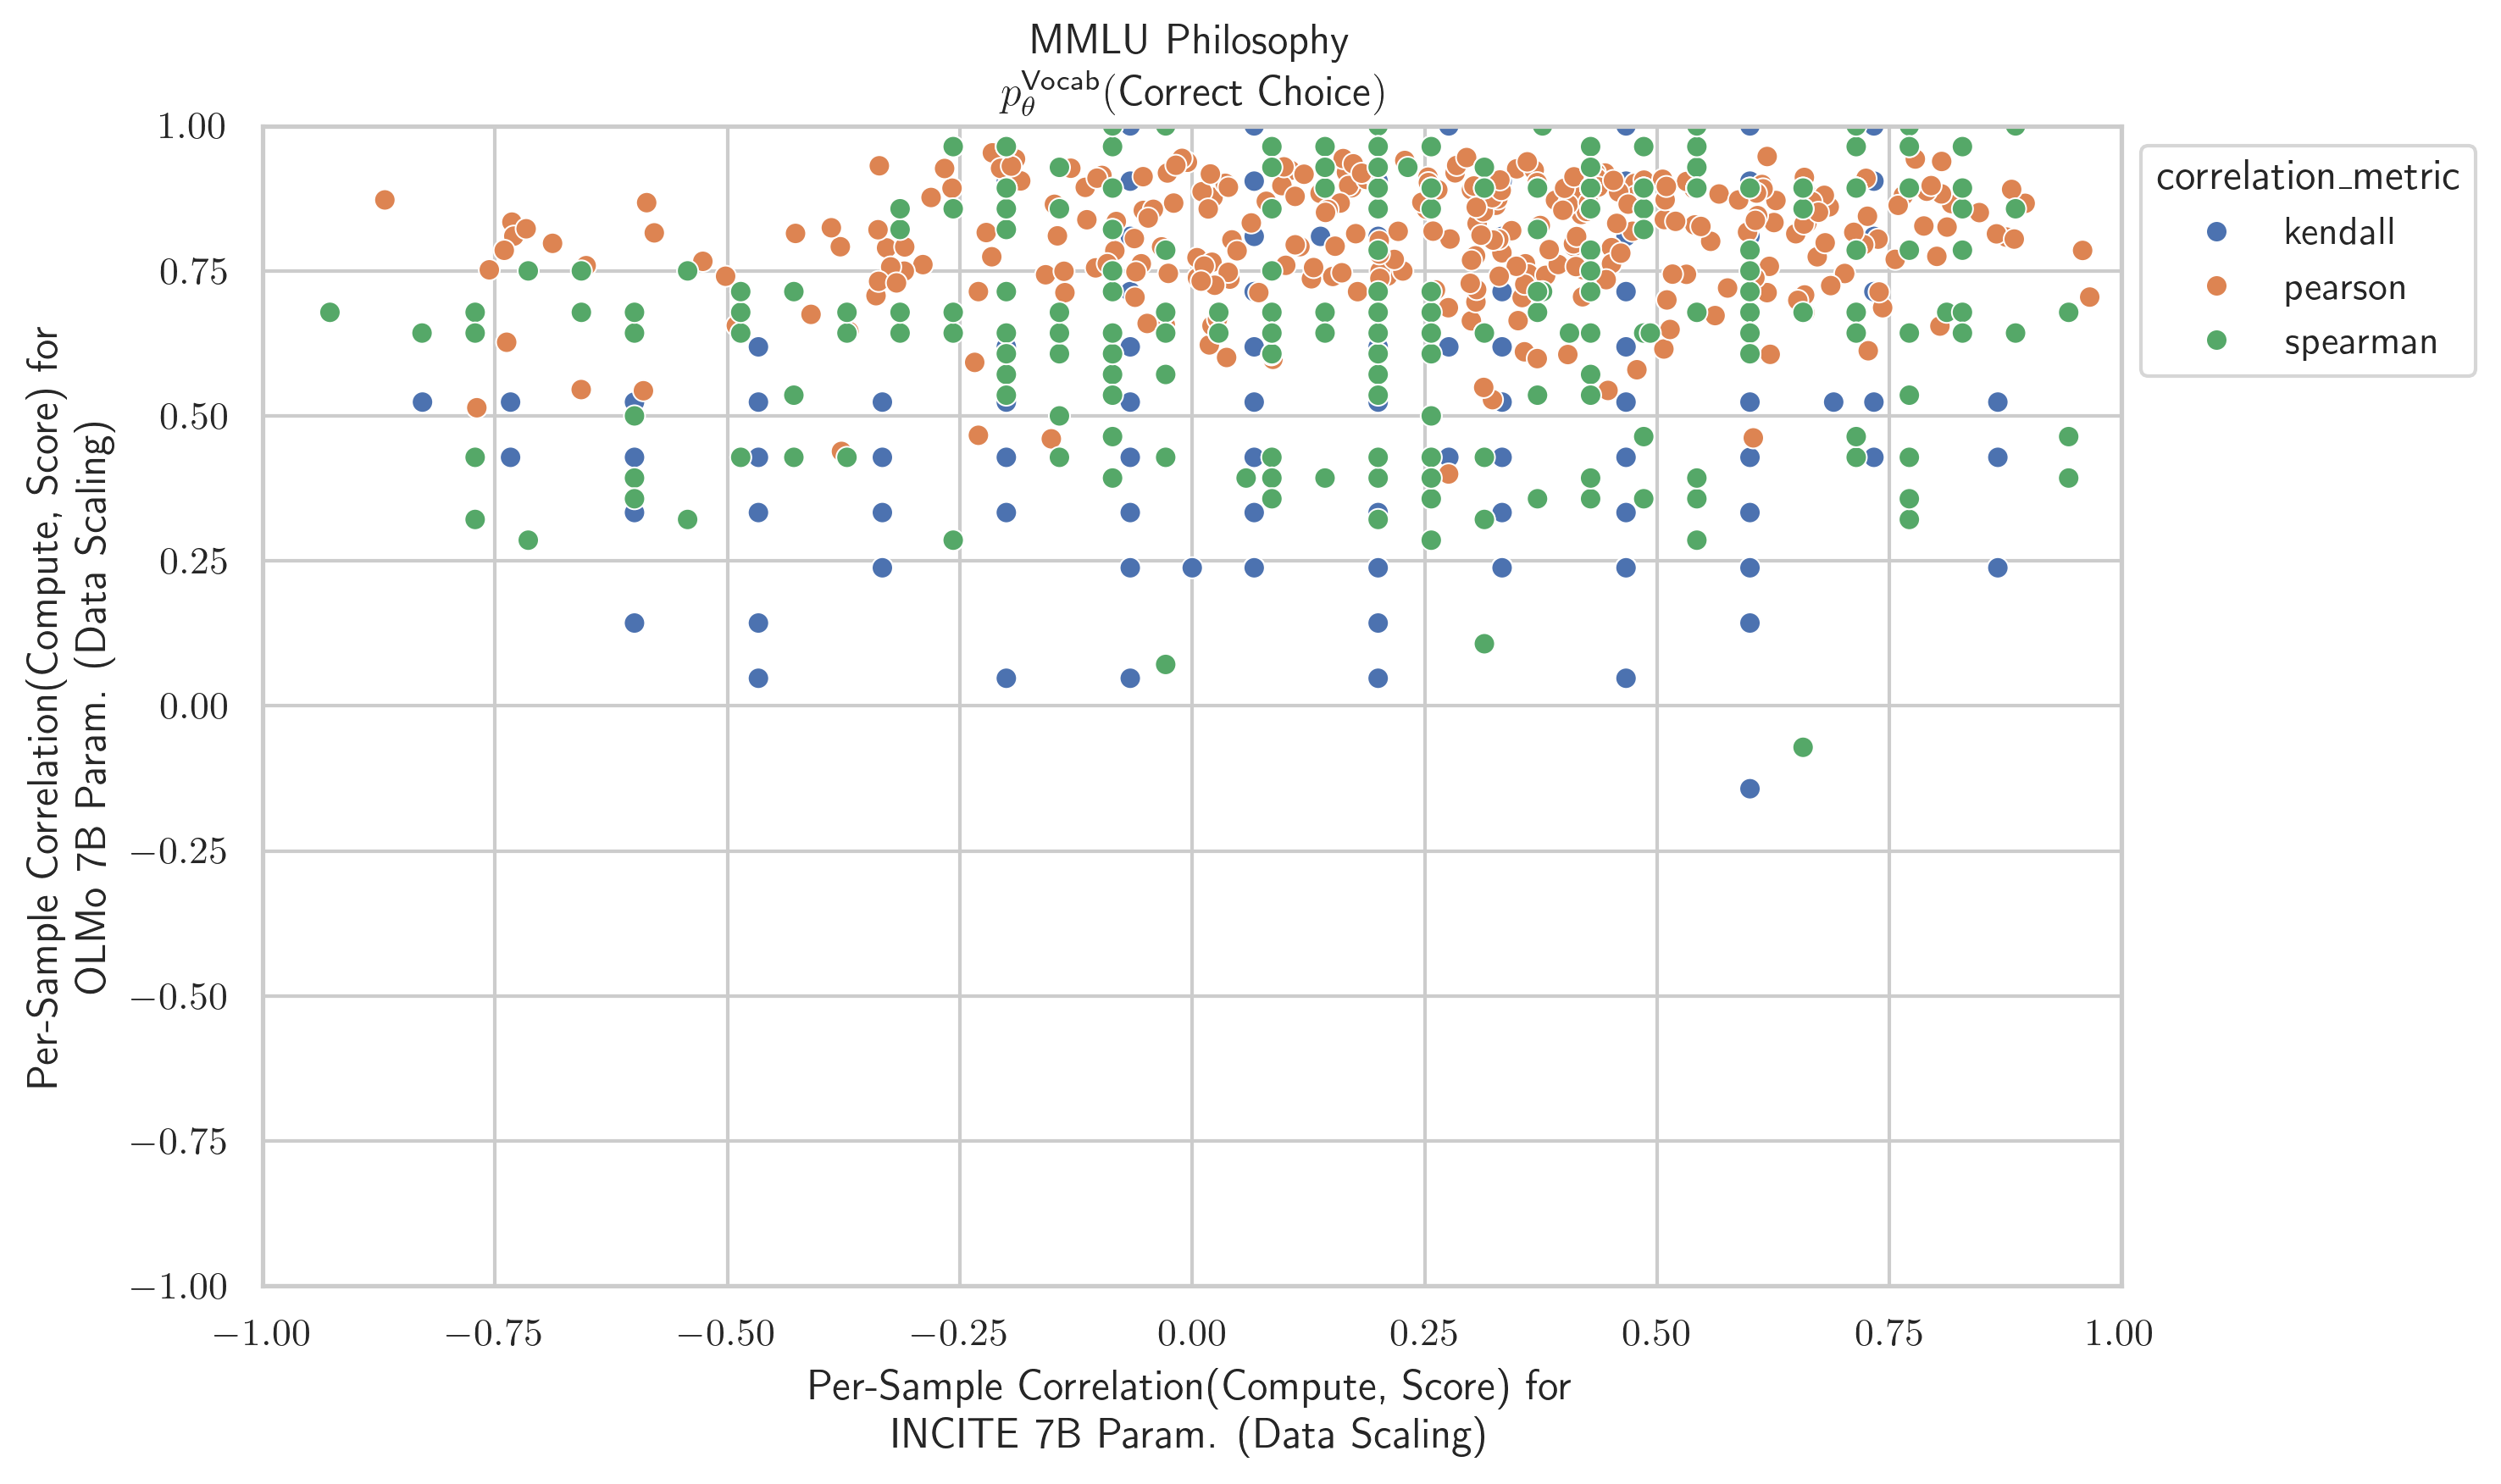 MMLU Philosophy
p_θ^Vocab(Correct Choice)
1.00
0.75
0.50
0.25
0.00
−0.25
−0.50
−0.75
−1.00
Per-Sample Correlation(Compute, Score) for
OLMo 7B Param. (Data Scaling)
−1.00 −0.75 −0.50 −0.25 0.00 0.25 0.50 0.75 1.00
Per-Sample Correlation(Compute, Score) for
INCITE 7B Param. (Data Scaling)
correlation_metric
kendall
pearson
spearman